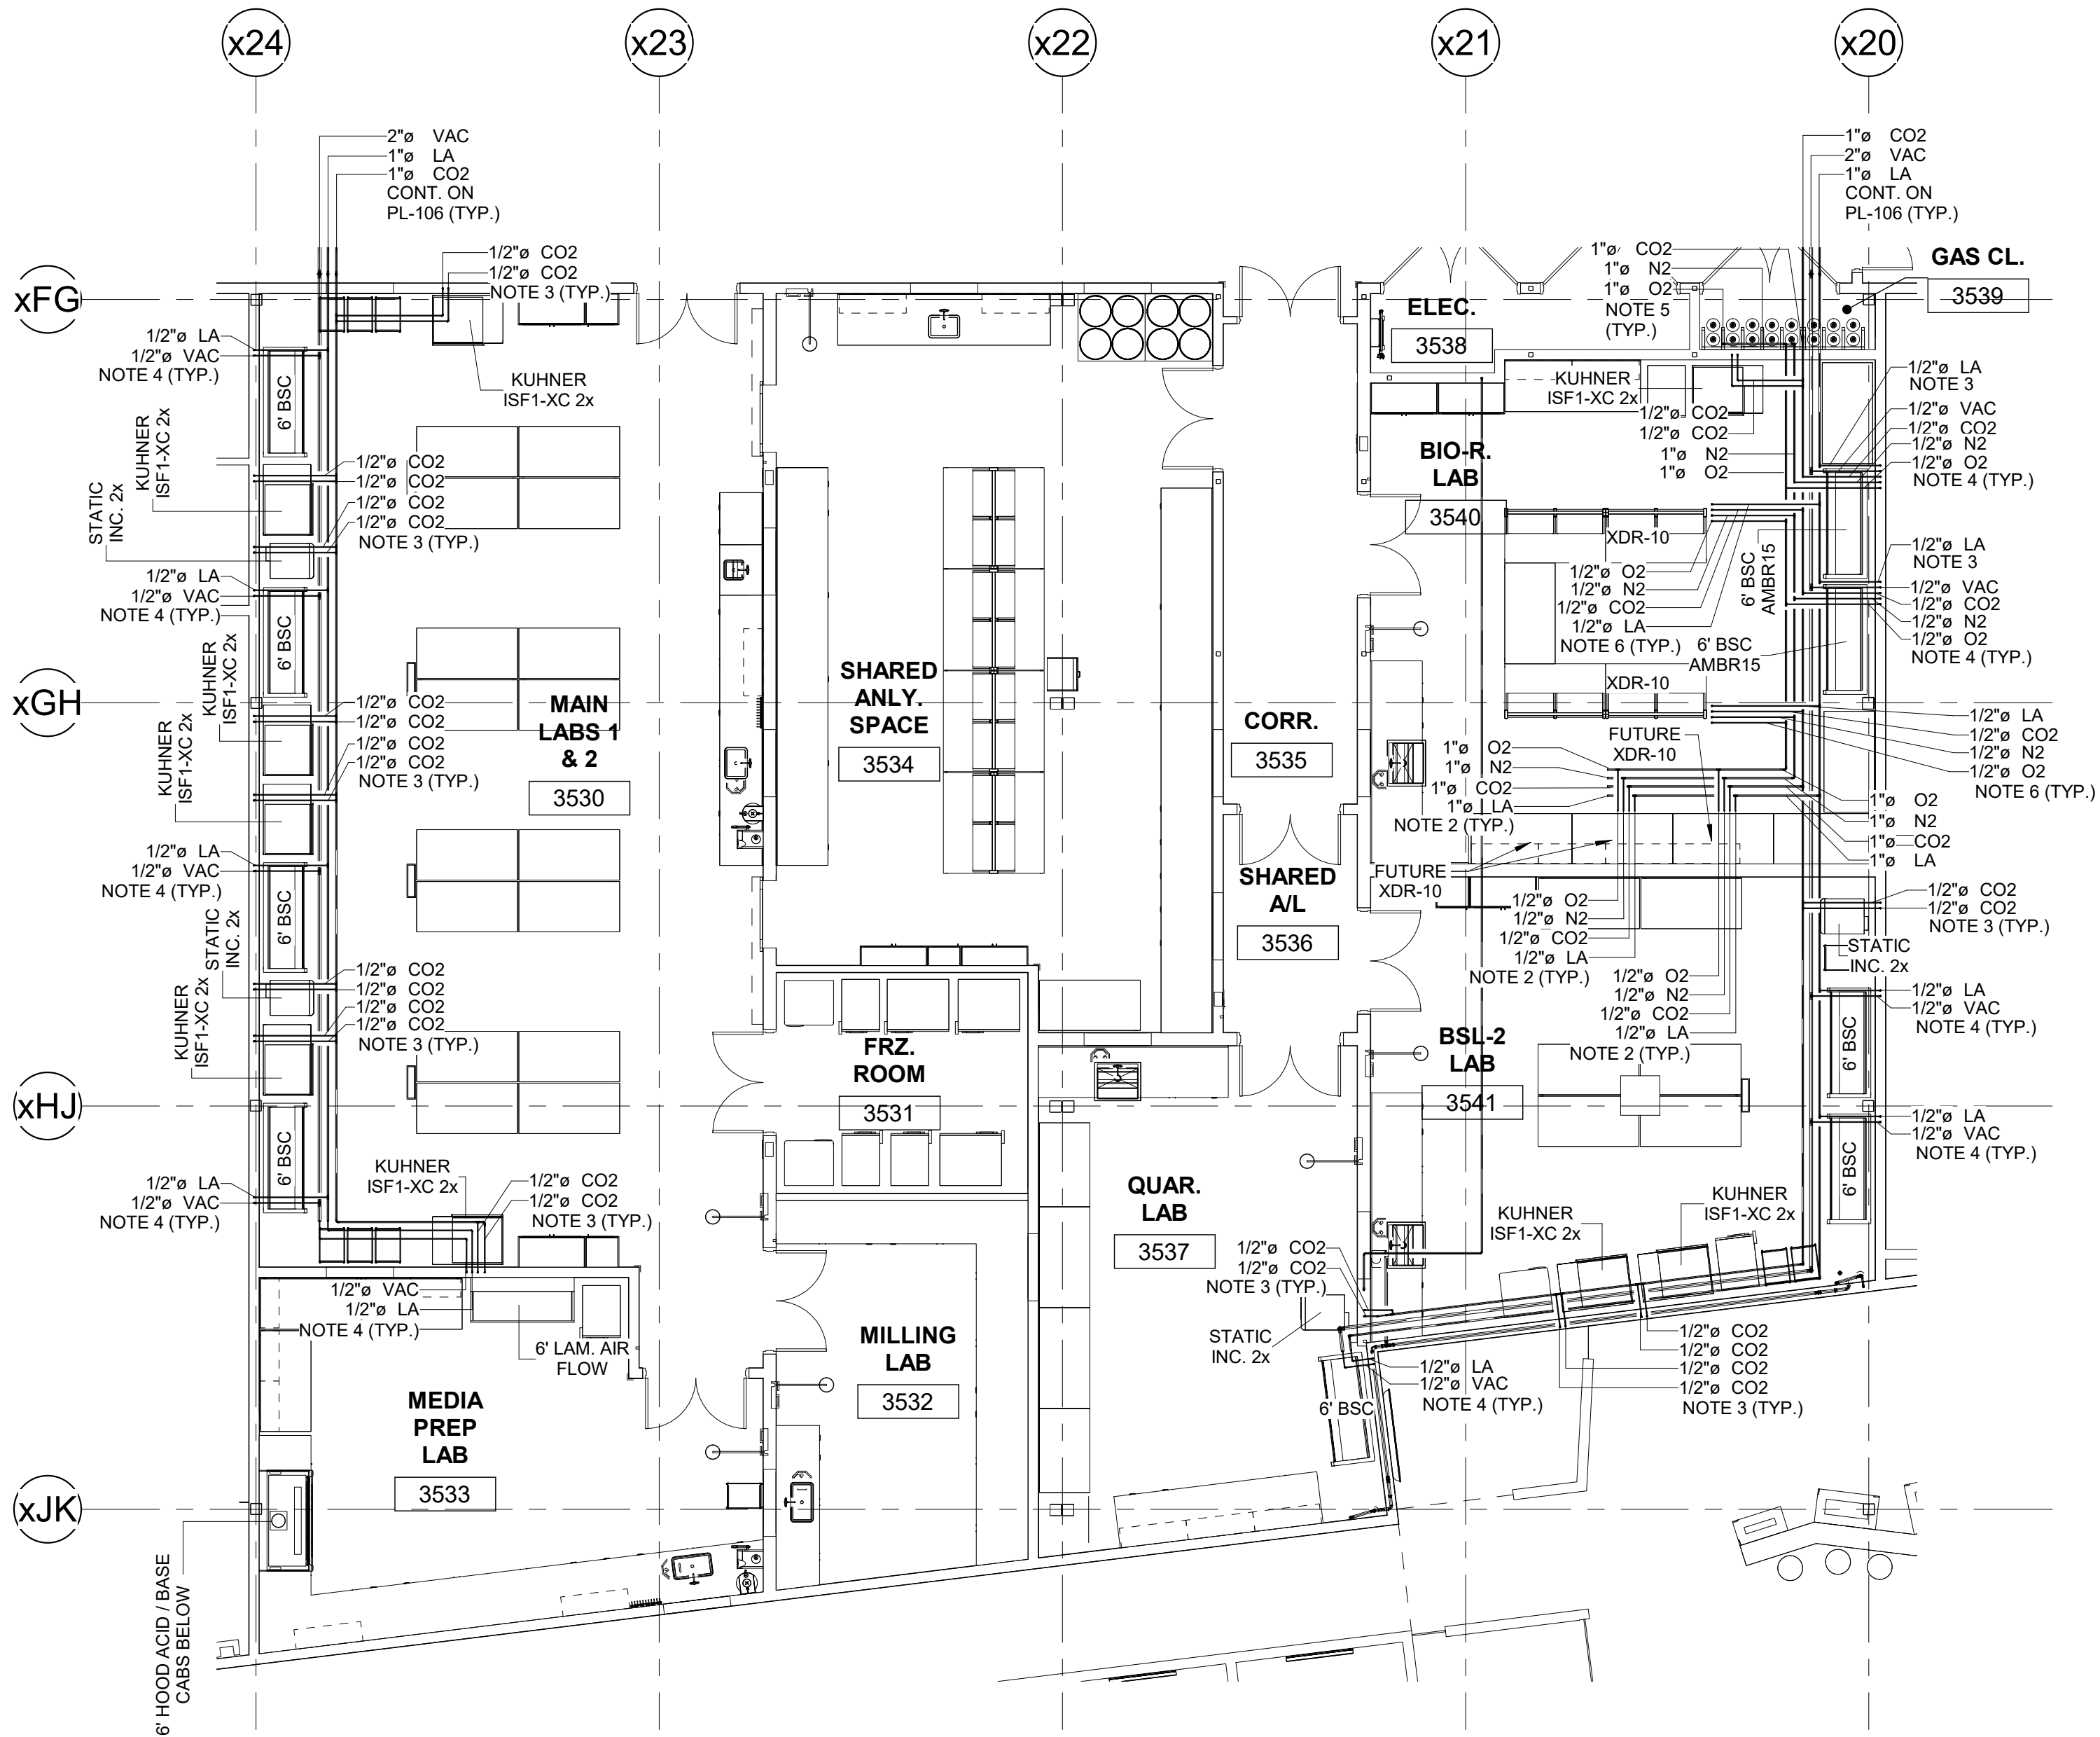 x24
x23
x22
x21
x20
2"ø VAC
1"ø LA
1"ø CO2
CONT. ON
PL-106 (TYP.)
1"ø CO2
2"ø VAC
1"ø LA
CONT. ON
PL-106 (TYP.)
xFG
1/2"ø CO2
1/2"ø CO2
NOTE 3 (TYP.)
1"ø CO2
1"ø N2
1"ø O2
NOTE 5
(TYP.)
GAS CL.
3539
ELEC.
3538
1/2"ø LA
1/2"ø VAC
NOTE 4 (TYP.)
6' BSC
KUHNER
ISF1-XC 2x
KUHNER
ISF1-XC 2x
1/2"ø CO2
1/2"ø CO2
1/2"ø LA
NOTE 3
1/2"ø VAC
1/2"ø CO2
1/2"ø N2
1/2"ø O2
NOTE 4 (TYP.)
KUHNER
ISF1-XC 2x
STATIC
INC. 2x
1/2"ø CO2
1/2"ø CO2
1/2"ø CO2
1/2"ø CO2
NOTE 3 (TYP.)
BIO-R.
LAB
3540
1"ø N2
1"ø O2
XDR-10
1/2"ø O2
1/2"ø N2
1/2"ø CO2
1/2"ø LA
NOTE 6 (TYP.)
6' BSC
AMBR15
1/2"ø LA
NOTE 3
1/2"ø VAC
1/2"ø CO2
1/2"ø N2
1/2"ø O2
NOTE 4 (TYP.)
1/2"ø LA
1/2"ø VAC
NOTE 4 (TYP.)
6' BSC
KUHNER
ISF1-XC 2x
6' BSC
AMBR15
XDR-10
xGH
KUHNER
ISF1-XC 2x
1/2"ø CO2
1/2"ø CO2
1/2"ø CO2
1/2"ø CO2
NOTE 3 (TYP.)
MAIN
LABS 1
& 2
3530
SHARED
ANLY.
SPACE
3534
CORR.
3535
FUTURE
XDR-10
1"ø O2
1"ø N2
1"ø CO2
1"ø LA
NOTE 2 (TYP.)
1/2"ø LA
1/2"ø CO2
1/2"ø N2
1/2"ø O2
NOTE 6 (TYP.)
1"ø O2
1"ø N2
1"ø CO2
1"ø LA
1/2"ø LA
1/2"ø VAC
NOTE 4 (TYP.)
6' BSC
SHARED
A/L
3536
FUTURE
XDR-10
1/2"ø O2
1/2"ø N2
1/2"ø CO2
1/2"ø LA
NOTE 2 (TYP.)
1/2"ø CO2
1/2"ø CO2
NOTE 3 (TYP.)
STATIC
INC. 2x
STATIC
INC. 2x
KUHNER
ISF1-XC 2x
1/2"ø CO2
1/2"ø CO2
1/2"ø CO2
1/2"ø CO2
NOTE 3 (TYP.)
1/2"ø O2
1/2"ø N2
1/2"ø CO2
1/2"ø LA
NOTE 2 (TYP.)
1/2"ø LA
1/2"ø VAC
NOTE 4 (TYP.)
6' BSC
FRZ.
ROOM
3531
BSL-2
LAB
3541
xHJ
6' BSC
1/2"ø LA
1/2"ø VAC
NOTE 4 (TYP.)
6' BSC
1/2"ø LA
1/2"ø VAC
NOTE 4 (TYP.)
KUHNER
ISF1-XC 2x
1/2"ø CO2
1/2"ø CO2
NOTE 3 (TYP.)
QUAR.
LAB
3537
KUHNER
ISF1-XC 2x
KUHNER
ISF1-XC 2x
1/2"ø CO2
1/2"ø CO2
NOTE 3 (TYP.)
1/2"ø VAC
1/2"ø LA
NOTE 4 (TYP.)
6' LAM. AIR
FLOW
MILLING
LAB
3532
STATIC
INC. 2x
1/2"ø CO2
1/2"ø CO2
1/2"ø CO2
1/2"ø CO2
NOTE 3 (TYP.)
1/2"ø LA
1/2"ø VAC
NOTE 4 (TYP.)
6' BSC
MEDIA
PREP
LAB
3533
xJK
6' HOOD ACID / BASE
CABS BELOW